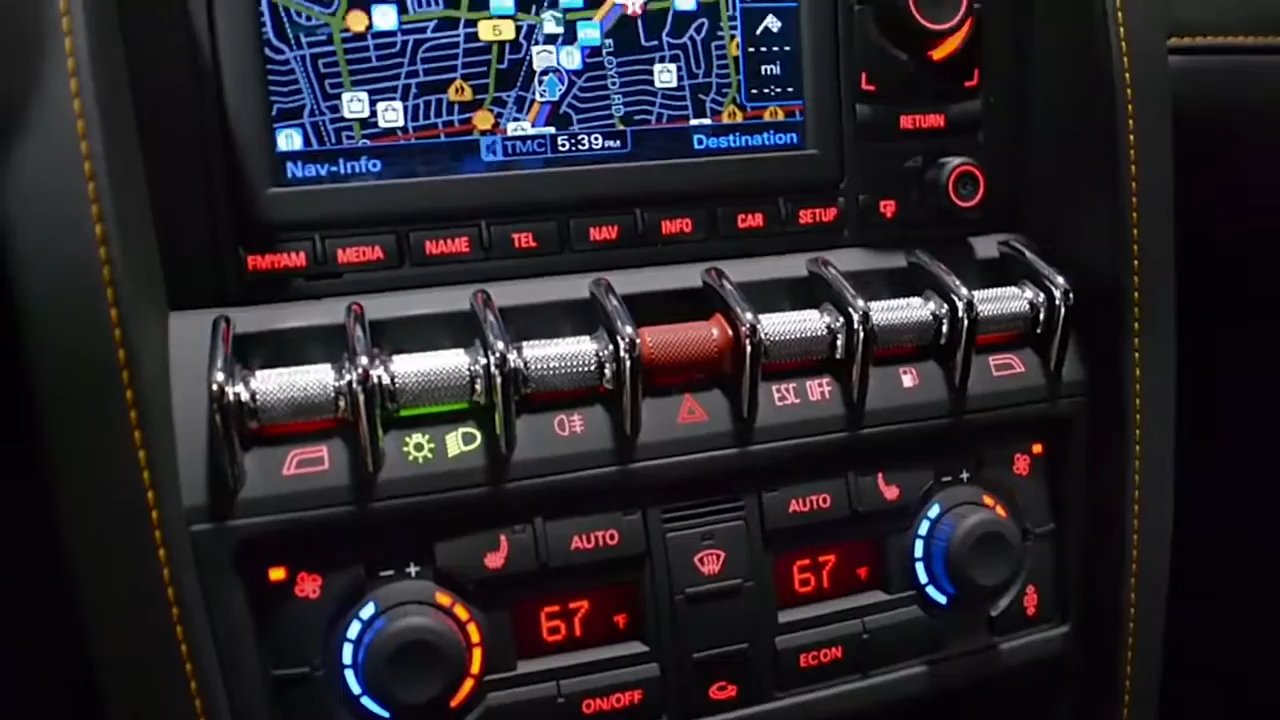 5
FLOYD RD
mi
--:--
TMC 5:39PM
Destination
Nav-Info
RETURN
FM/AM MEDIA NAME TEL NAV INFO CAR SETUP
ESC OFF
AUTO
AUTO
- +
- +
67 °F
67 °F
ECON
ON/OFF